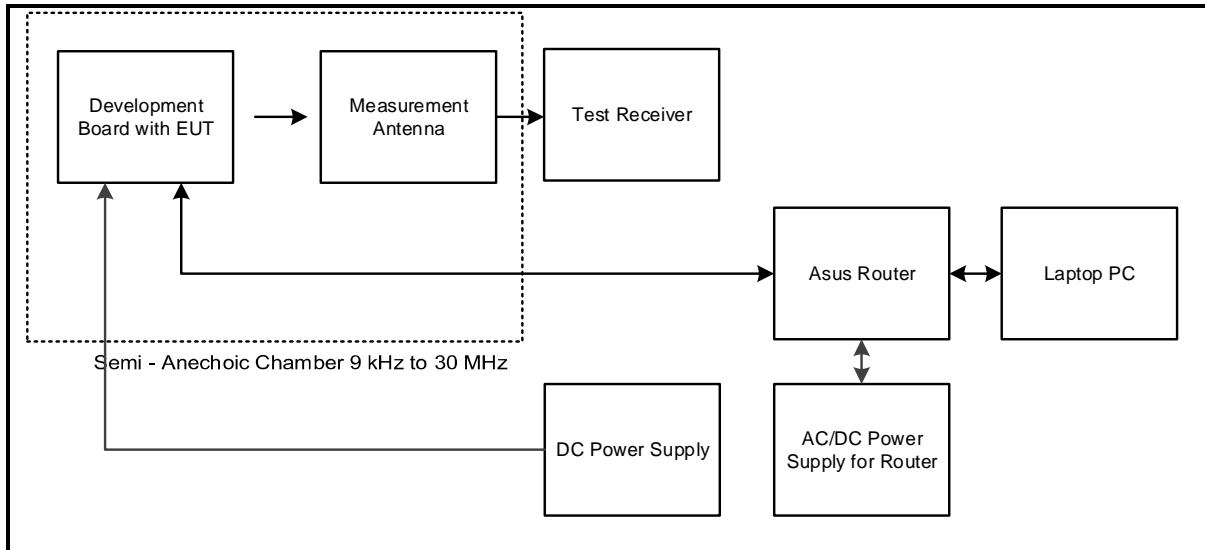 Development
Board with EUT
Measurement
Antenna
Test Receiver
Asus Router
Laptop PC
Semi - Anechoic Chamber 9 kHz to 30 MHz
DC Power Supply
AC/DC Power
Supply for Router